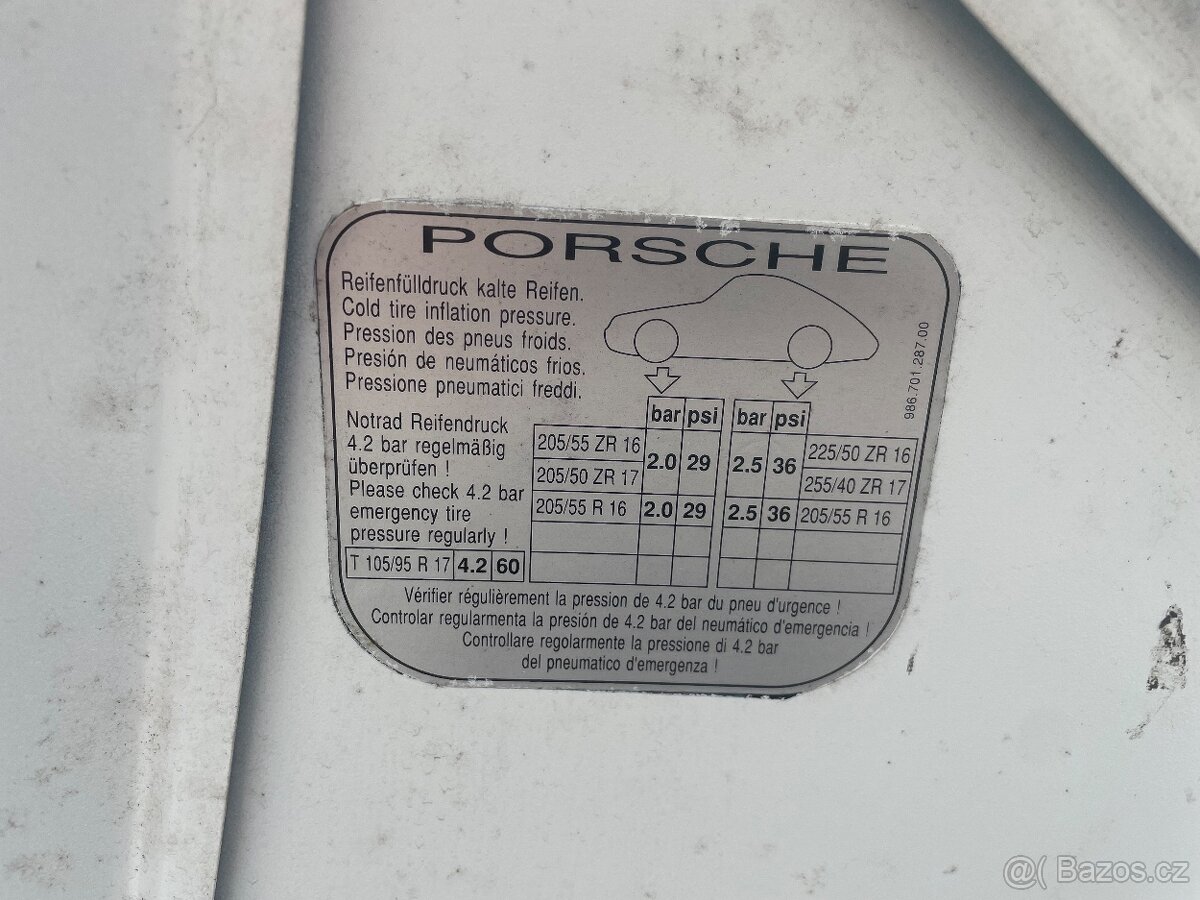 PORSCHE
Reifenfülldruck kalte Reifen.
Cold tire inflation pressure.
Pression des pneus froids.
Presión de neumáticos frios.
Pressione pneumatici freddi.
986.701.287.00
Notrad Reifendruck
4.2 bar regelmäßig
überprüfen !
Please check 4.2 bar
emergency tire
pressure regularly !
T 105/95 R 17 4.2 60
bar psi bar psi
205/55 ZR 16 2.0 29 2.5 36 225/50 ZR 16
205/50 ZR 17 255/40 ZR 17
205/55 R 16 2.0 29 2.5 36 205/55 R 16
Vérifier régulièrement la pression de 4.2 bar du pneu d'urgence !
Controlar regularmenta la presión de 4.2 bar del neumático d'emergencia !
Controllare regolarmente la pressione di 4.2 bar
del pneumatico d'emergenza !
@( Bazos.cz